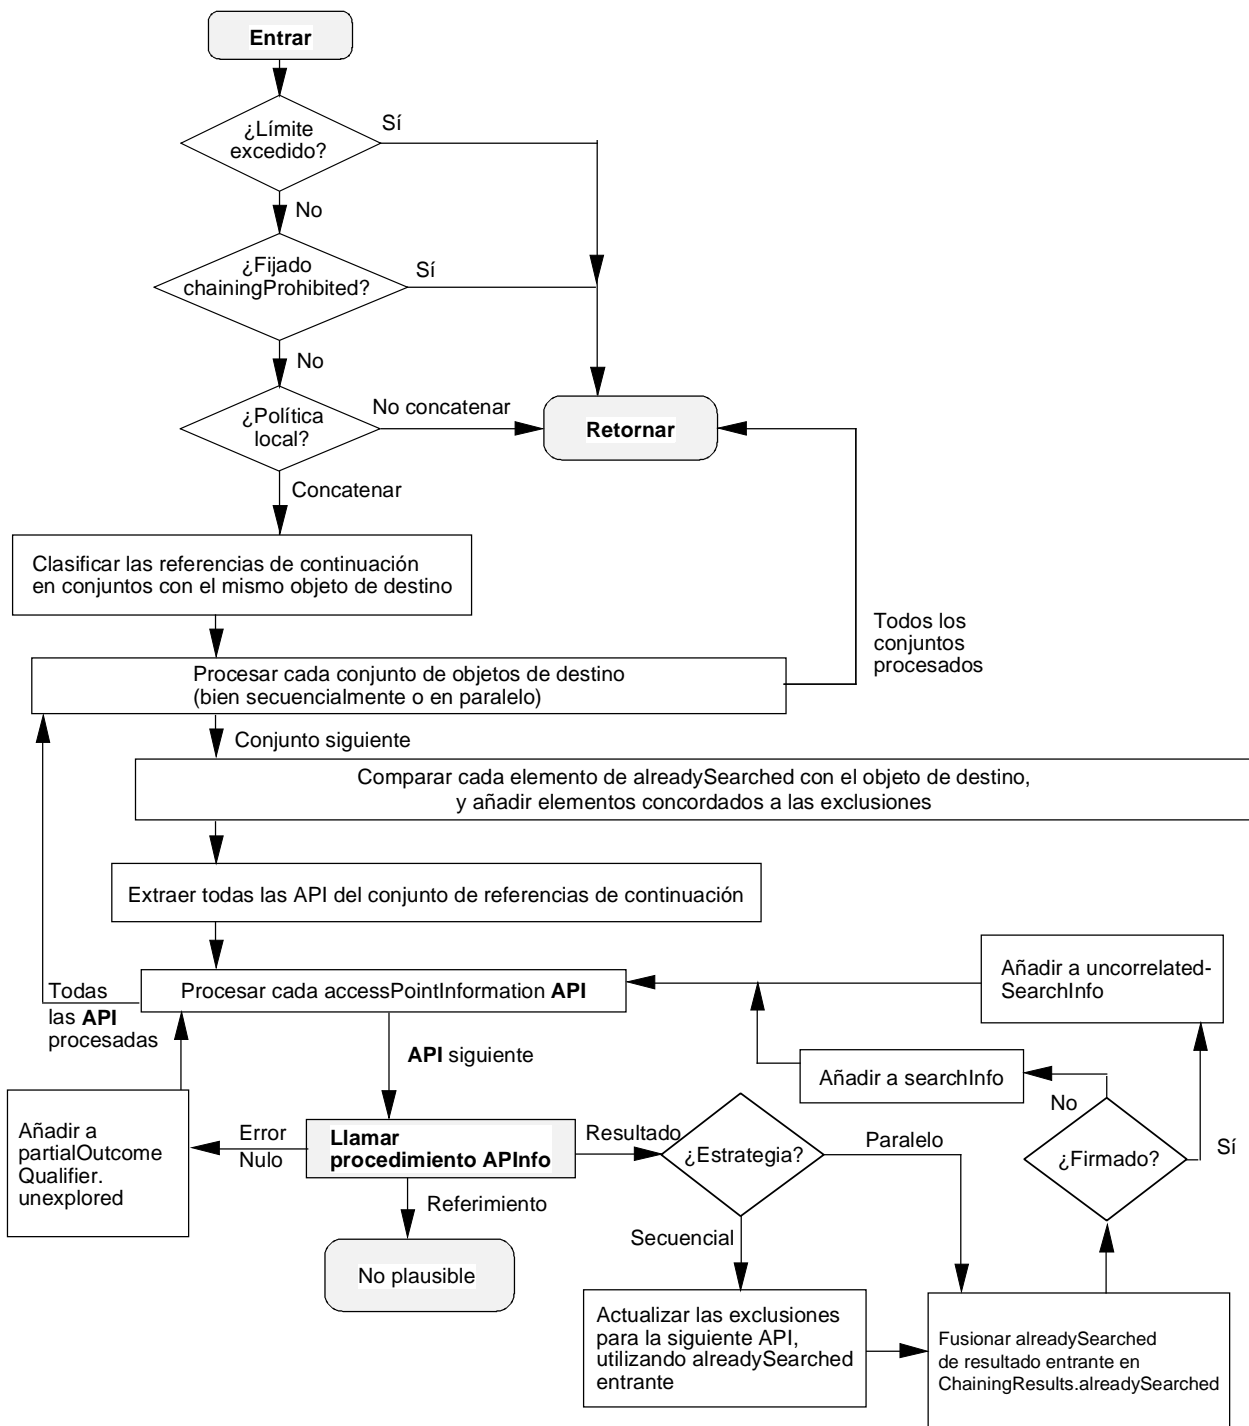 Entrar
¿Límite
excedido?
Sí
No
¿Fijado
chainingProhibited?
Sí
No
¿Política
local?
No concatenar
Retornar
Concatenar
Clasificar las referencias de continuación
en conjuntos con el mismo objeto de destino
Todos los
conjuntos
procesados
Procesar cada conjunto de objetos de destino
(bien secuencialmente o en paralelo)
Conjunto siguiente
Comparar cada elemento de alreadySearched con el objeto de destino,
y añadir elementos concordados a las exclusiones
Extraer todas las API del conjunto de referencias de continuación
Procesar cada accessPointInformation API
Todas
las API
procesadas
Añadir a uncorrelated-
SearchInfo
API siguiente
Añadir a searchInfo
No
Sí
¿Firmado?
Añadir a
partialOutcome
Qualifier.
unexplored
Error
Nulo
Llamar
procedimiento APInfo
Resultado
¿Estrategia?
Paralelo
Referimiento
Secuencial
No plausible
Actualizar las exclusiones
para la siguiente API,
utilizando alreadySearched
entrante
Fusionar alreadySearched
de resultado entrante en
ChainingResults.alreadySearched